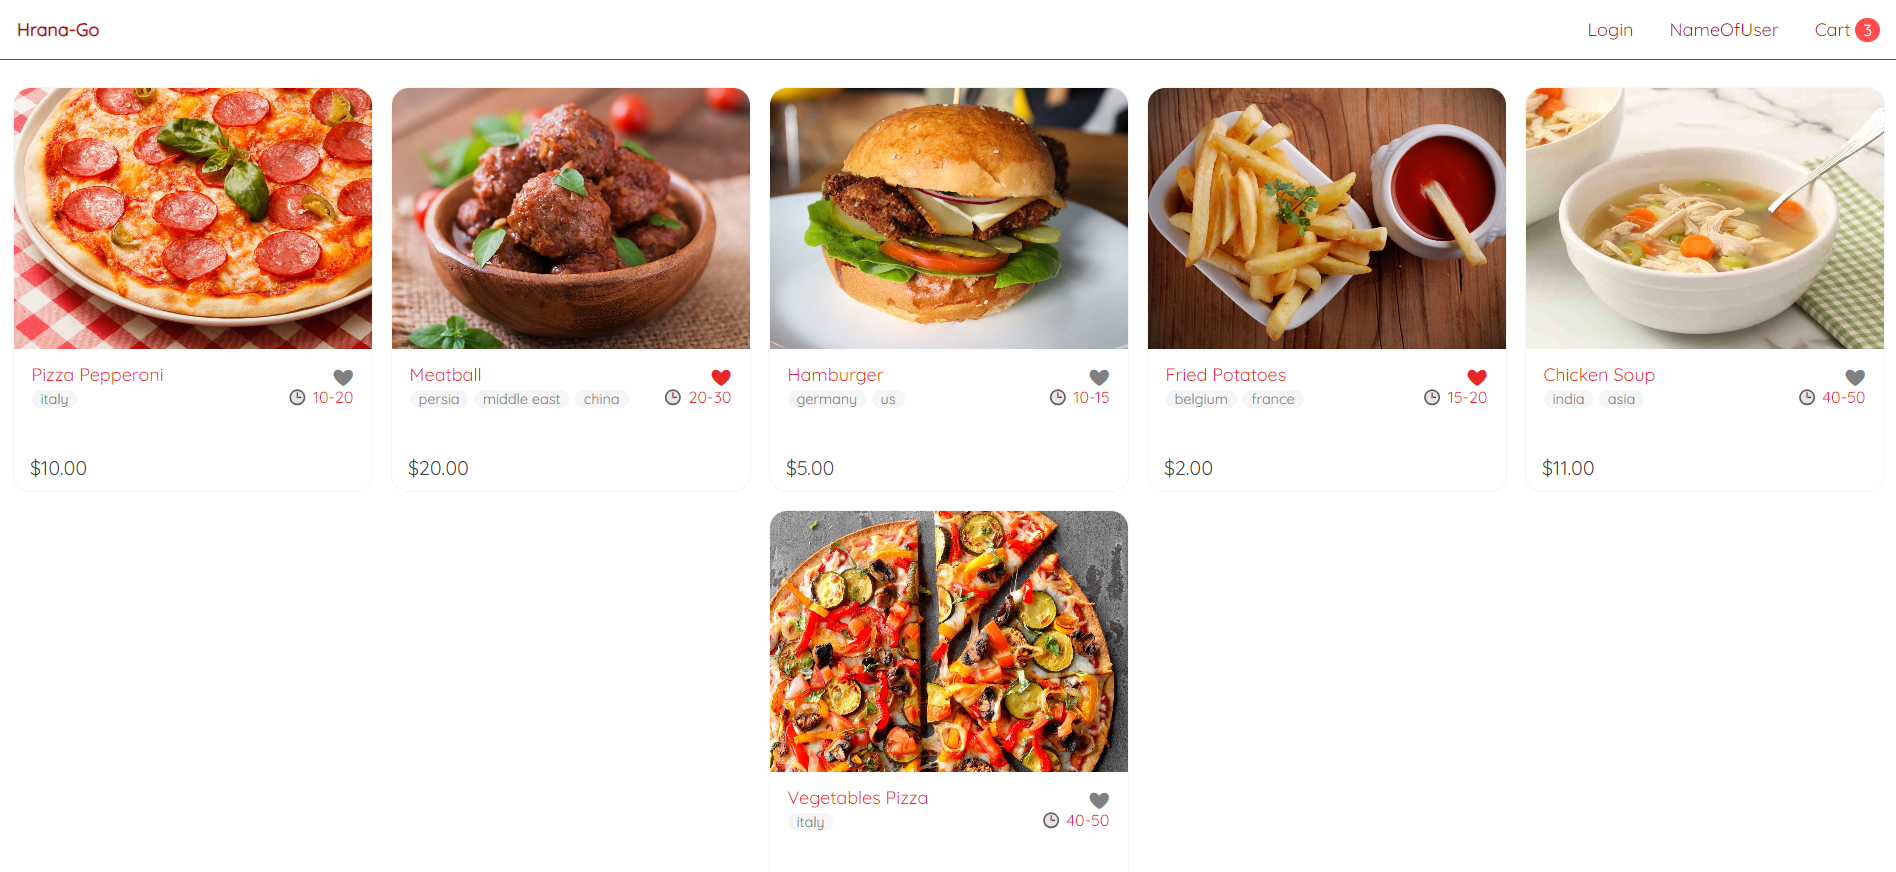 Hrana-Go
Login NameOfUser Cart 3
Pizza Pepperoni
italy 10-20
$10.00
Meatball
persia middle east china 20-30
$20.00
Hamburger
germany us 10-15
$5.00
Fried Potatoes
belgium france 15-20
$2.00
Chicken Soup
india asia 40-50
$11.00
Vegetables Pizza
italy 40-50